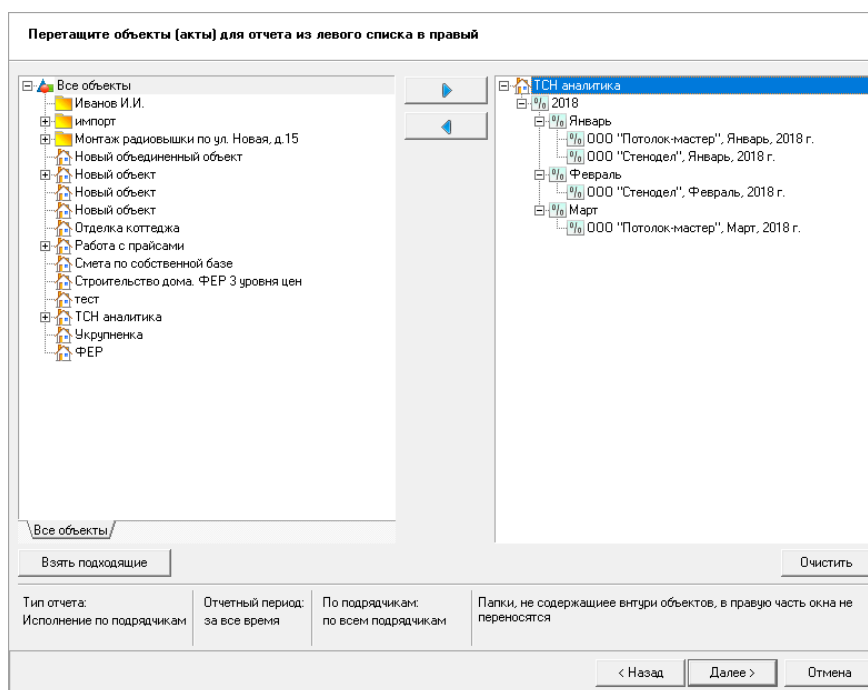 Перетащите объекты (акты) для отчета из левого списка в правый
Все объекты
Иванов И.И.
импорт
Монтаж радиовышки по ул. Новая, д.15
Новый объединенный объект
Новый объект
Новый объект
Новый объект
Отделка коттеджа
Работа с прайсами
Смета по собственной базе
Строительство дома. ФЕР 3 уровня цен
тест
ТСН аналитика
Укрупненка
ФЕР
Все объекты
Взять подходящие
ТСН аналитика
% 2018
% Январь
% ООО "Потолок-мастер", Январь, 2018 г.
% ООО "Стенодел", Январь, 2018 г.
% Февраль
% ООО "Стенодел", Февраль, 2018 г.
% Март
% ООО "Потолок-мастер", Март, 2018 г.
Очистить
Тип отчета:
Исполнение по подрядчикам
Отчетный период:
за все время
По подрядчикам:
по всем подрядчикам
Папки, не содержащиее внтури объектов, в правую часть окна не
переносятся
< Назад
Далее >
Отмена